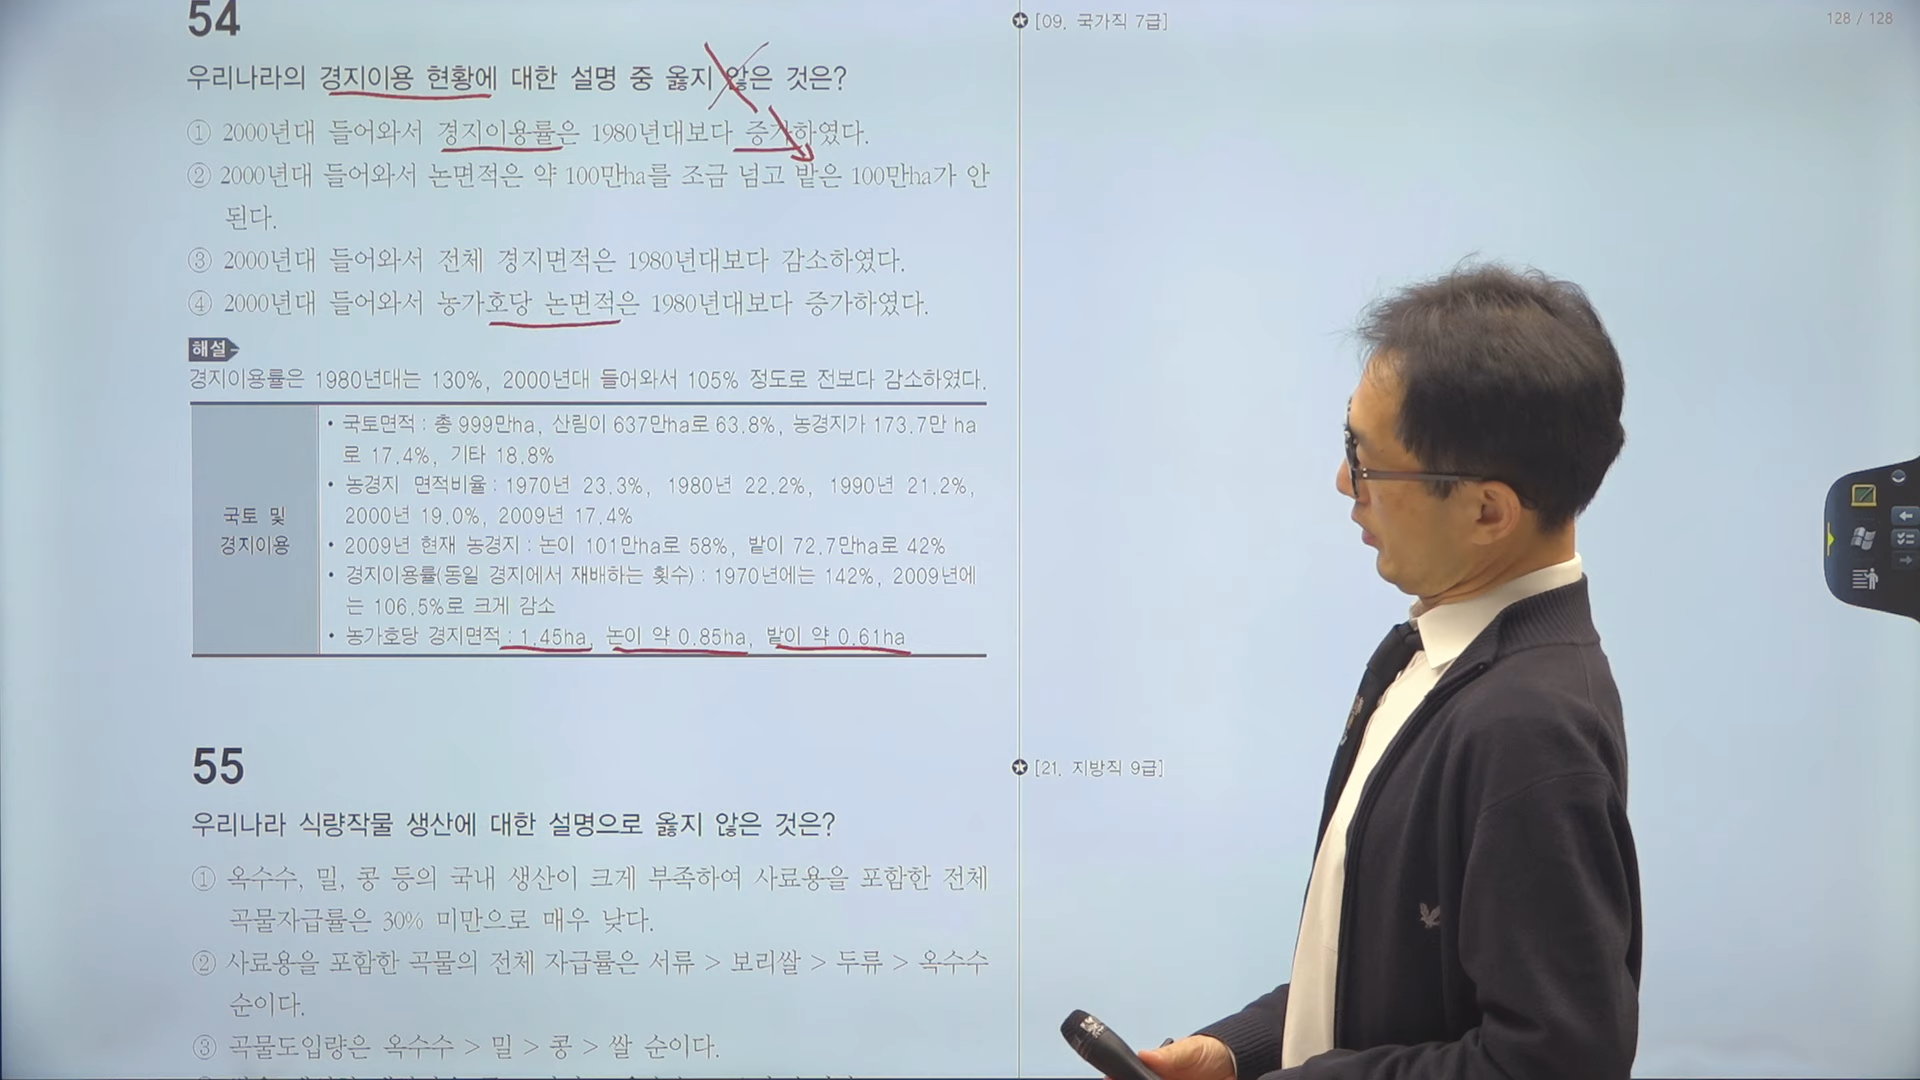 54
[09. 국가직 7급]
128 / 128
우리나라의 경지이용 현황에 대한 설명 중 옳지 않은 것은?
① 2000년대 들어와서 경지이용률은 1980년대보다 증가하였다.
② 2000년대 들어와서 논면적은 약 100만ha를 조금 넘고 밭은 100만ha가 안
된다.
③ 2000년대 들어와서 전체 경지면적은 1980년대보다 감소하였다.
④ 2000년대 들어와서 농가호당 논면적은 1980년대보다 증가하였다.
해설
경지이용률은 1980년대는 130%, 2000년대 들어와서 105% 정도로 전보다 감소하였다.
국토 및
경지이용
• 국토면적 : 총 999만ha, 산림이 637만ha로 63.8%, 농경지가 173.7만 ha
로 17.4%, 기타 18.8%
• 농경지 면적비율 : 1970년 23.3%, 1980년 22.2%, 1990년 21.2%,
2000년 19.0%, 2009년 17.4%
• 2009년 현재 농경지 : 논이 101만ha로 58%, 밭이 72.7만ha로 42%
• 경지이용률(동일 경지에서 재배하는 횟수) : 1970년에는 142%, 2009년에
는 106.5%로 크게 감소
• 농가호당 경지면적 : 1.45ha, 논이 약 0.85ha, 밭이 약 0.61ha
55
[21. 지방직 9급]
우리나라 식량작물 생산에 대한 설명으로 옳지 않은 것은?
① 옥수수, 밀, 콩 등의 국내 생산이 크게 부족하여 사료용을 포함한 전체
곡물자급률은 30% 미만으로 매우 낮다.
② 사료용을 포함한 곡물의 전체 자급률은 서류 > 보리쌀 > 두류 > 옥수수
순이다.
③ 곡물도입량은 옥수수 > 밀 > 콩 > 쌀 순이다.